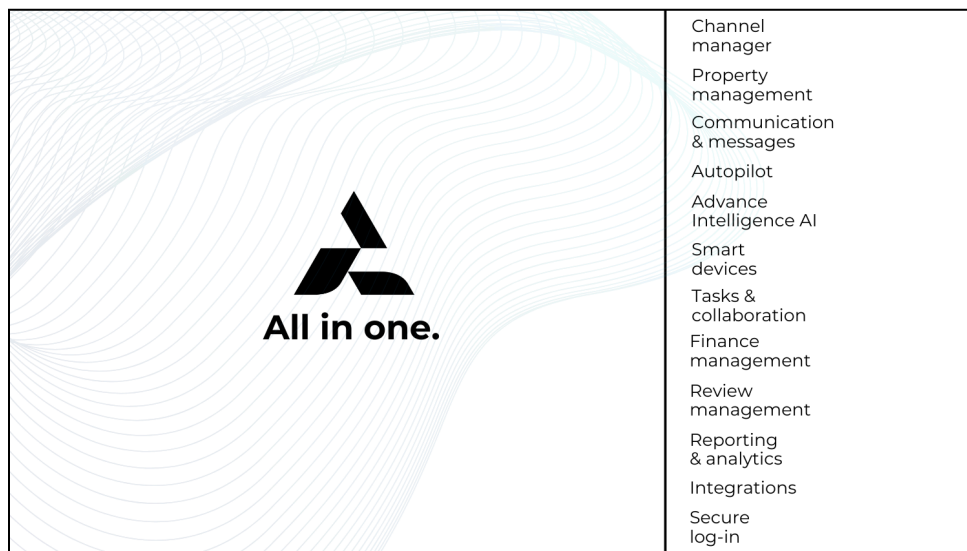 All in one.
Channel
manager
Property
management
Communication
& messages
Autopilot
Advance
Intelligence AI
Smart
devices
Tasks &
collaboration
Finance
management
Review
management
Reporting
& analytics
Integrations
Secure
log-in